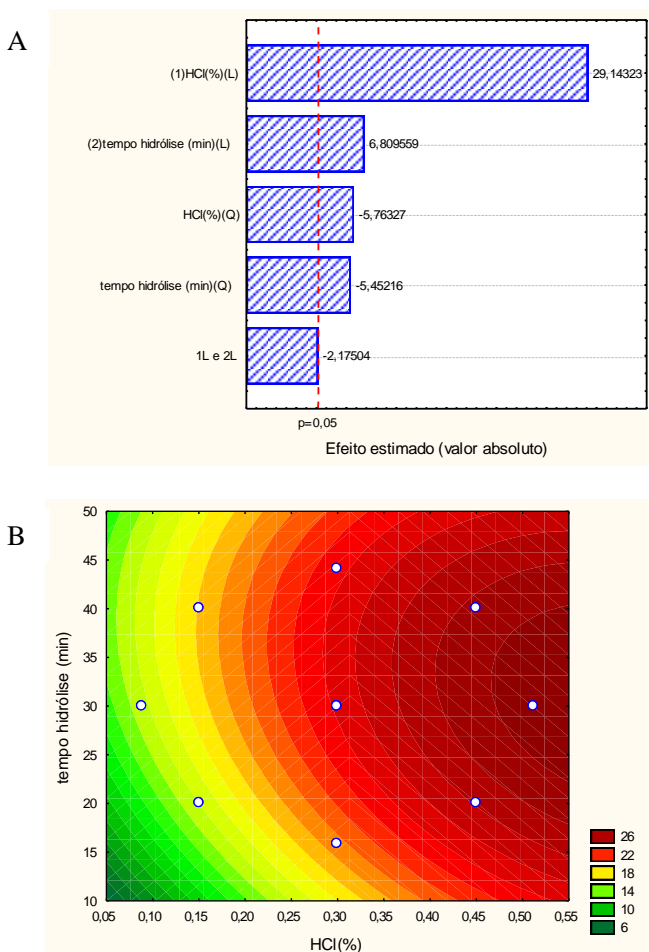 A
(1)HCl(%)(L)
29,14323
(2)tempo hidrólise (min)(L)
6,809559
HCl(%)(Q)
-5,76327
tempo hidrólise (min)(Q)
-5,45216
1L e 2L
-2,17504
p=0,05
Efeito estimado (valor absoluto)
B
tempo hidrólise (min)
50
45
40
35
30
25
20
15
10
0,05 0,10 0,15 0,20 0,25 0,30 0,35 0,40 0,45 0,50 0,55
HCl(%)
26
22
18
14
10
6